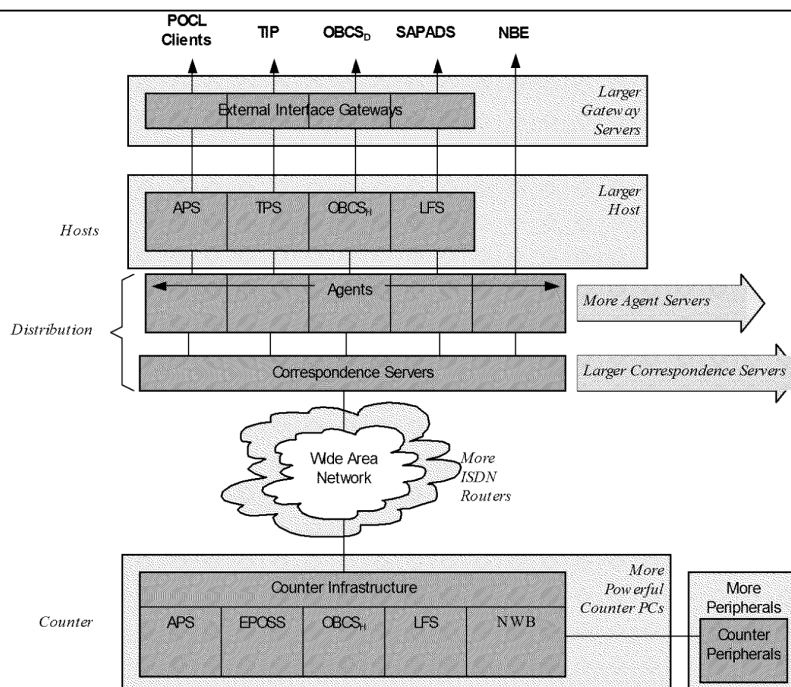 POCL
Clients
TIP
OBCS_D
SAPADS
NBE
External Interface Gateways
Larger
Gateway
Servers
Hosts
APS
TPS
OBCS_H
LFS
Larger
Host
Distribution
Agents
More Agent Servers
Correspondence Servers
Larger Correspondence Servers
Wide Area
Network
More
ISDN
Routers
Counter
Counter Infrastructure
APS
EPOSS
OBCS_H
LFS
NWB
More
Powerful
Counter PCs
More
Peripherals
Counter
Peripherals